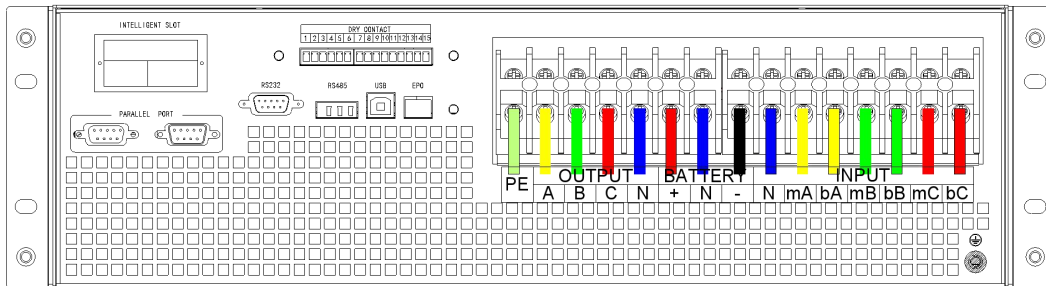 INTELLIGENT SLOT
DRY CONTACT
1 2 3 4 5 6 7 8 9 10 11 12 13 14 15
RS232 RS485 USB EPO
PARALLEL PORT
PE OUTPUT BATTERY INPUT
A B C N + N - N mA bA mB bB mC bC